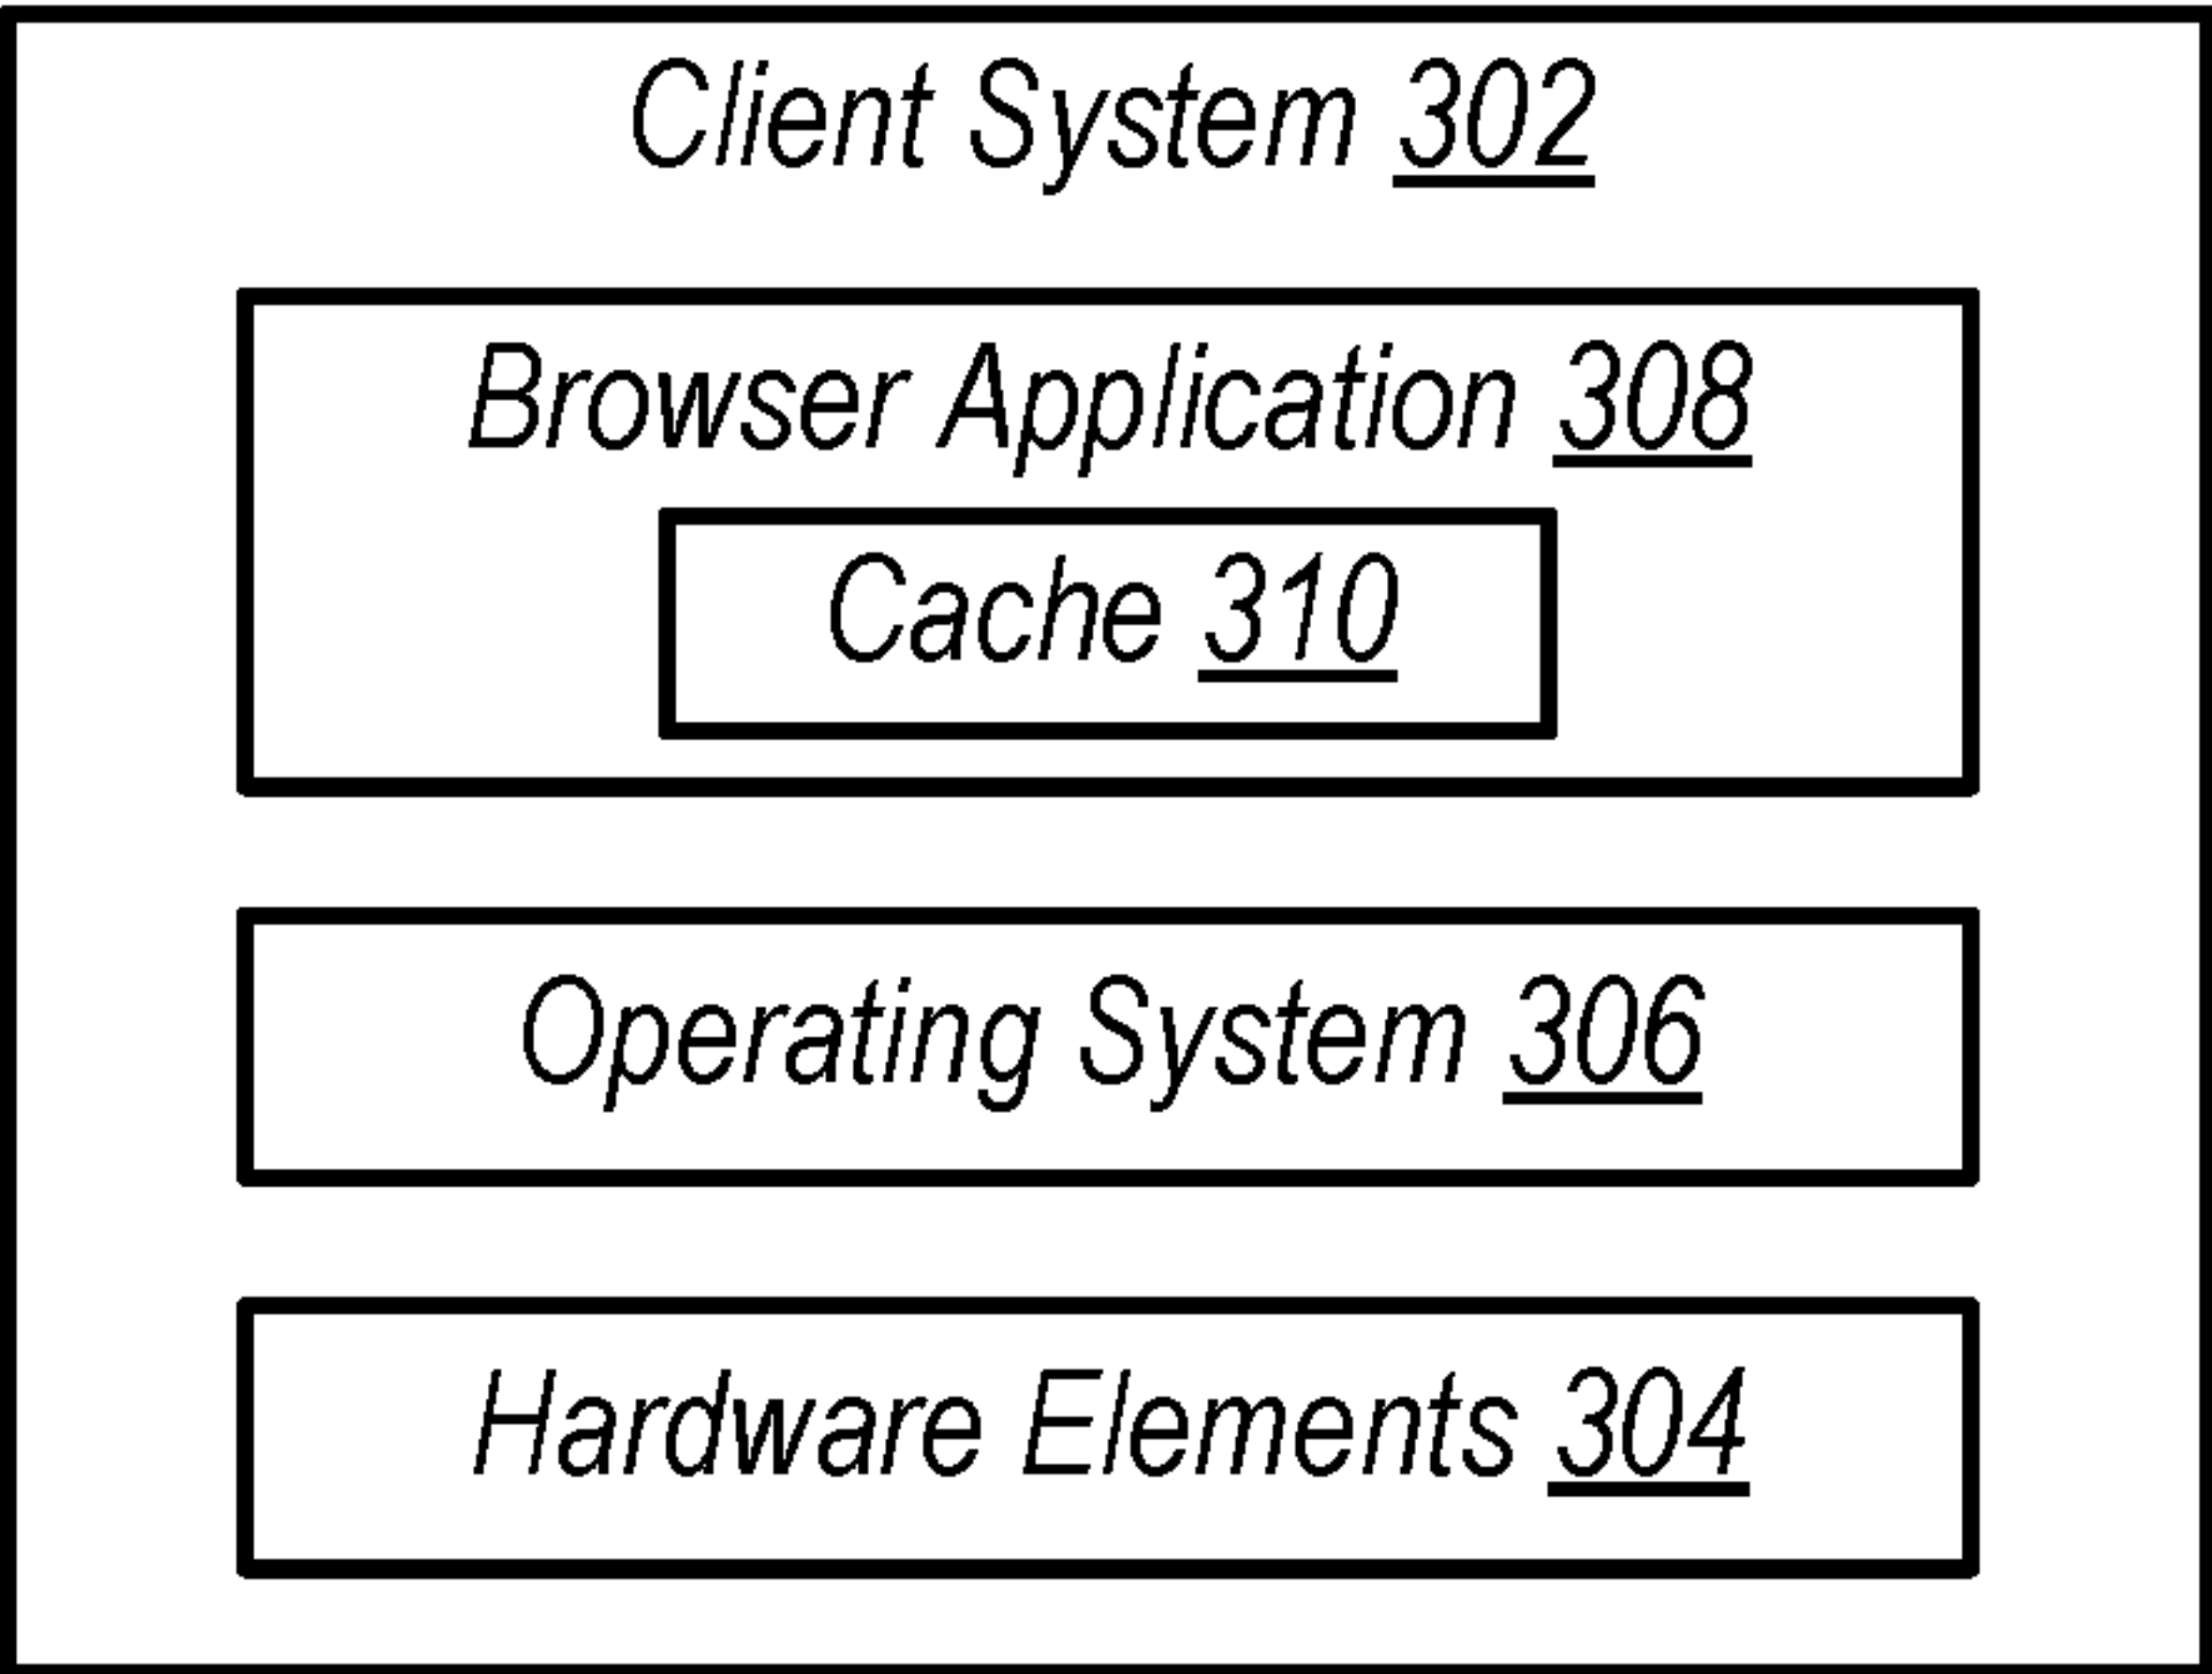 Client System 302
Browser Application 308
Cache 310
Operating System 306
Hardware Elements 304